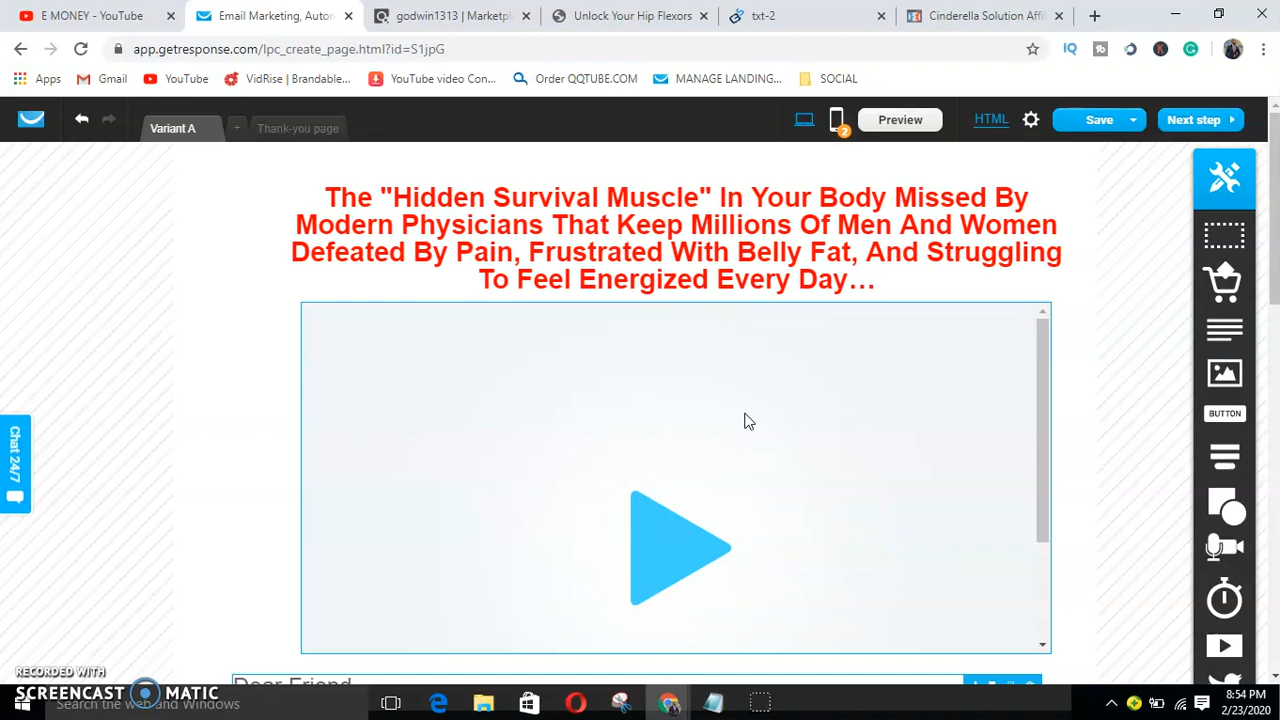 E MONEY - YouTube
Email Marketing, Autor
godwin1313 | Marketpl
Unlock Your Hip Flexors
txt-2
Cinderella Solution Affili
app.getresponse.com/lpc_create_page.html?id=S1jpG
Apps
Gmail
YouTube
VidRise | Brandable...
YouTube video Con...
Order QQTUBE.COM
MANAGE LANDING...
SOCIAL
Variant A
+
Thank-you page
2
Preview
HTML
Save
Next step
The "Hidden Survival Muscle" In Your Body Missed By
Modern Physicians That Keep Millions Of Men And Women
Defeated By Pain, Frustrated With Belly Fat, And Struggling
To Feel Energized Every Day…
BUTTON
Chat 24/7
Dear Friend
RECORDED WITH
SCREENCAST MATIC
Search the Web and Windows
8:54 PM
2/23/2020